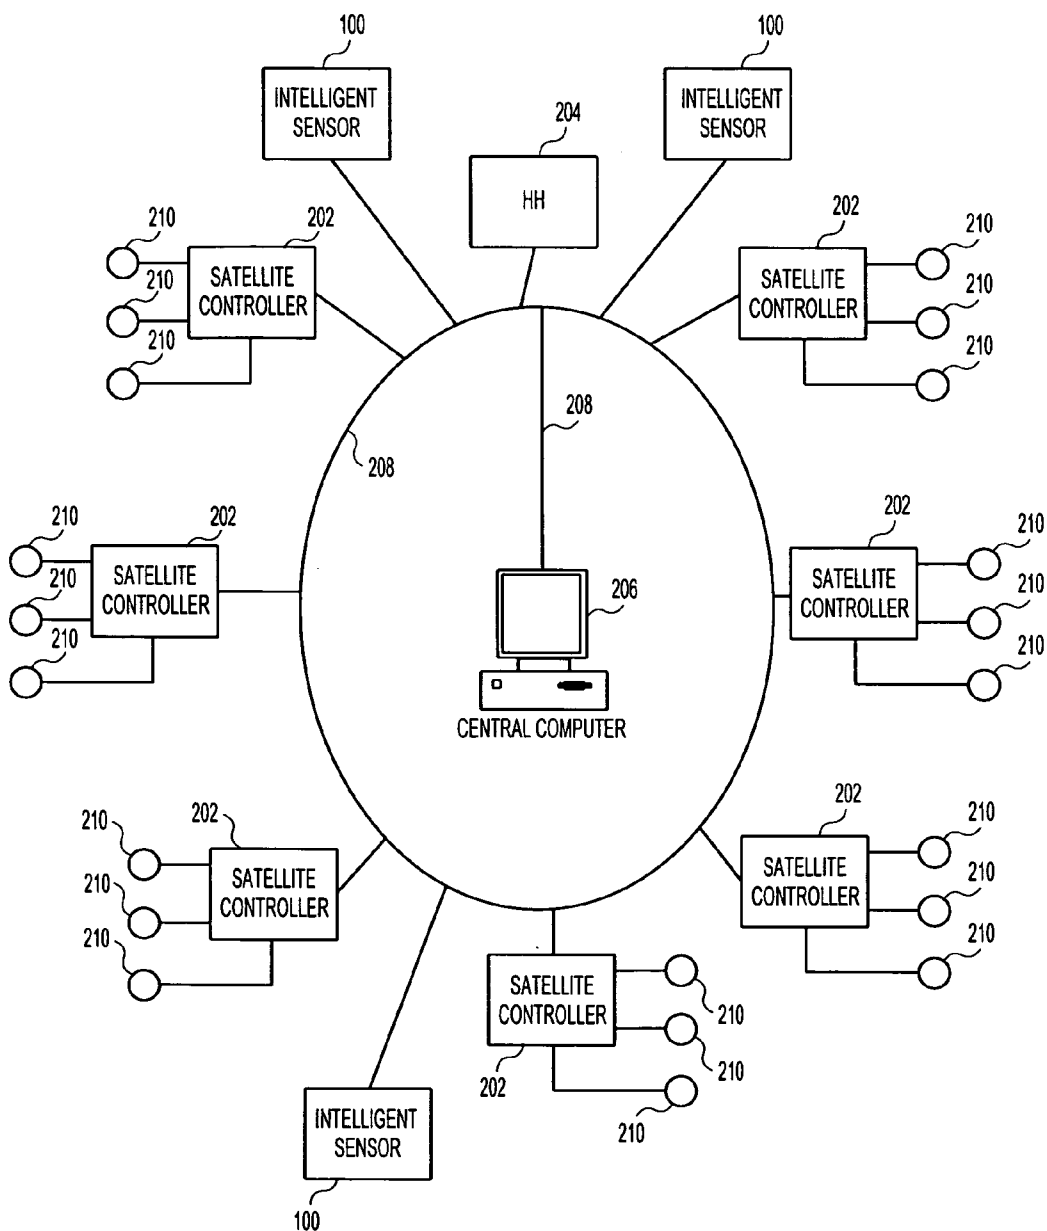 100
100
INTELLIGENT
SENSOR
INTELLIGENT
SENSOR
204
HH
210
202
202
210
SATELLITE
CONTROLLER
SATELLITE
CONTROLLER
210
210
210
210
208
208
210
202
202
210
SATELLITE
CONTROLLER
SATELLITE
CONTROLLER
210
206
210
210
210
CENTRAL COMPUTER
210
202
202
210
SATELLITE
CONTROLLER
SATELLITE
CONTROLLER
210
210
210
210
SATELLITE
CONTROLLER
210
202
210
210
INTELLIGENT
SENSOR
100